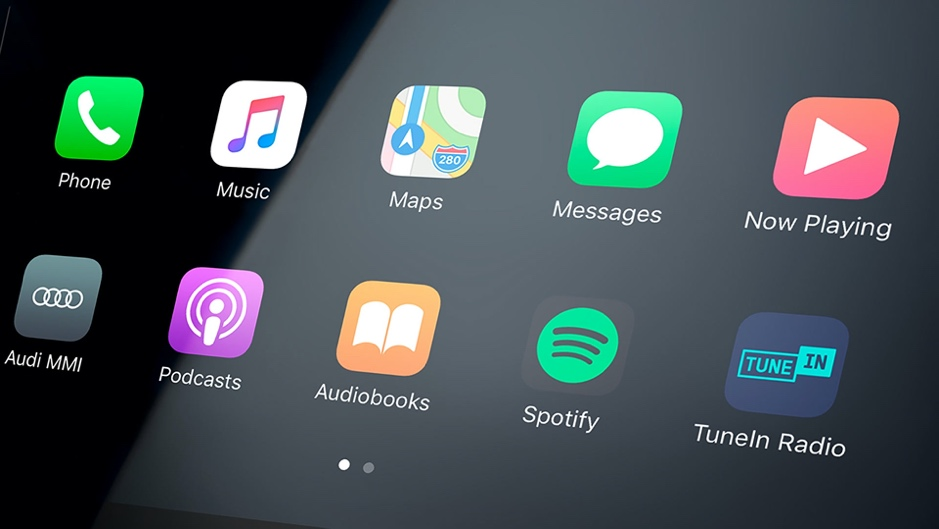 280
Phone
Music
Maps
Messages
Now Playing
TUNE IN
Audi MMI
Podcasts
Audiobooks
Spotify
TuneIn Radio